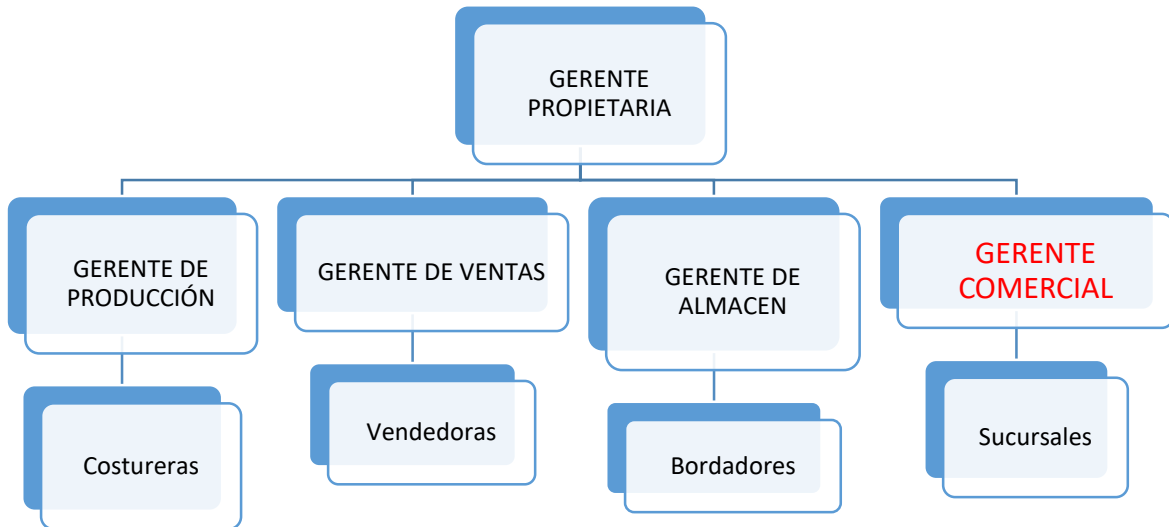 GERENTE
PROPIETARIA
GERENTE DE
PRODUCCIÓN
GERENTE DE VENTAS
GERENTE DE
ALMACEN
GERENTE
COMERCIAL
Costureras
Vendedoras
Bordadores
Sucursales